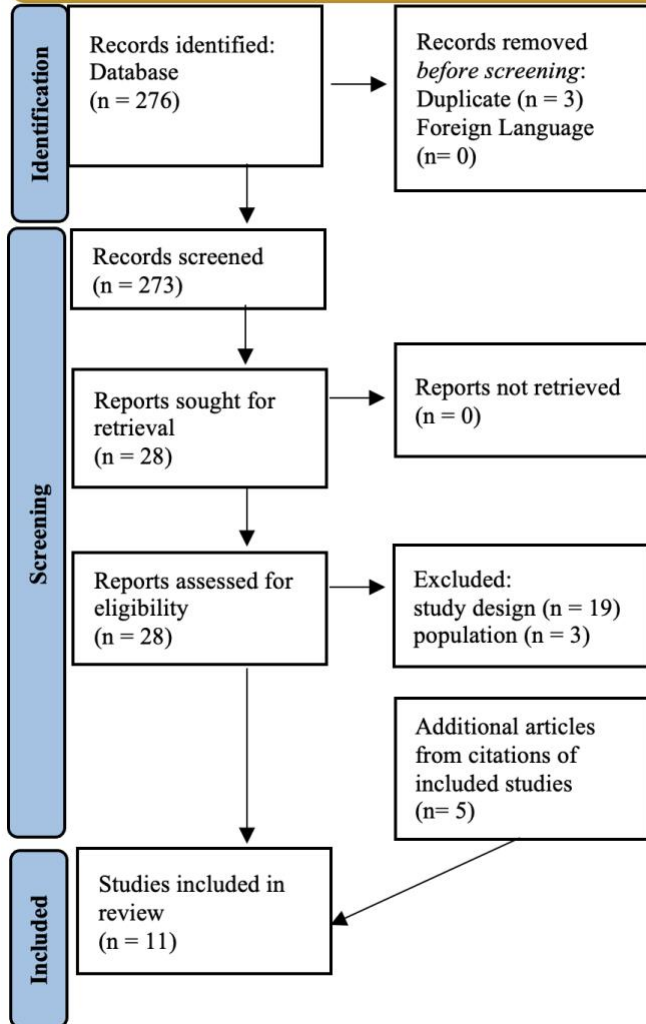 Identification
Records identified:
Database
(n = 276)
Records removed
before screening:
Duplicate (n = 3)
Foreign Language
(n= 0)
Screening
Records screened
(n = 273)
Reports sought for
retrieval
(n = 28)
Reports not retrieved
(n = 0)
Reports assessed for
eligibility
(n = 28)
Excluded:
study design (n = 19)
population (n = 3)
Additional articles
from citations of
included studies
(n= 5)
Included
Studies included in
review
(n = 11)